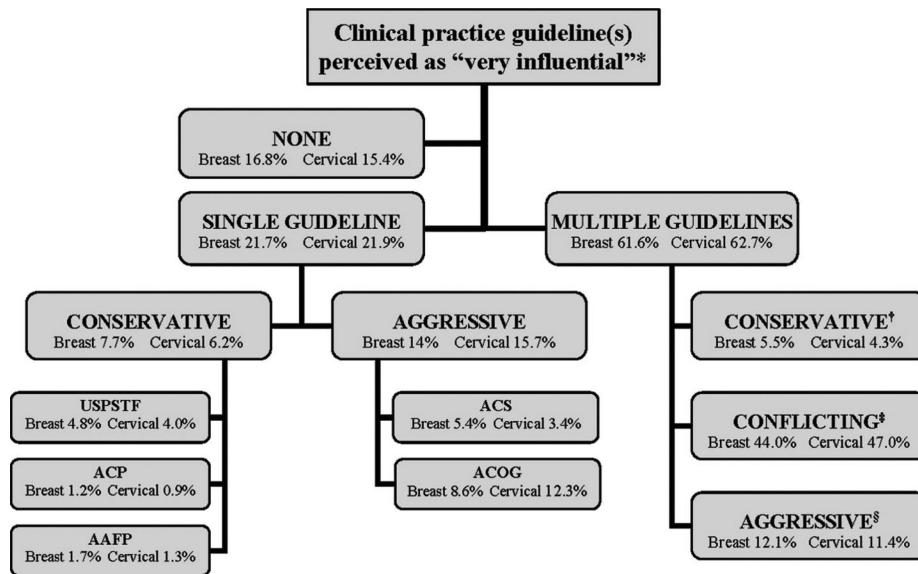 Clinical practice guideline(s)
perceived as “very influential”*
NONE
Breast 16.8% Cervical 15.4%
SINGLE GUIDELINE
Breast 21.7% Cervical 21.9%
MULTIPLE GUIDELINES
Breast 61.6% Cervical 62.7%
CONSERVATIVE
Breast 7.7% Cervical 6.2%
AGGRESSIVE
Breast 14% Cervical 15.7%
CONSERVATIVE†
Breast 5.5% Cervical 4.3%
USPSTF
Breast 4.8% Cervical 4.0%
ACS
Breast 5.4% Cervical 3.4%
CONFLICTING‡
Breast 44.0% Cervical 47.0%
ACP
Breast 1.2% Cervical 0.9%
ACOG
Breast 8.6% Cervical 12.3%
AAFP
Breast 1.7% Cervical 1.3%
AGGRESSIVE§
Breast 12.1% Cervical 11.4%